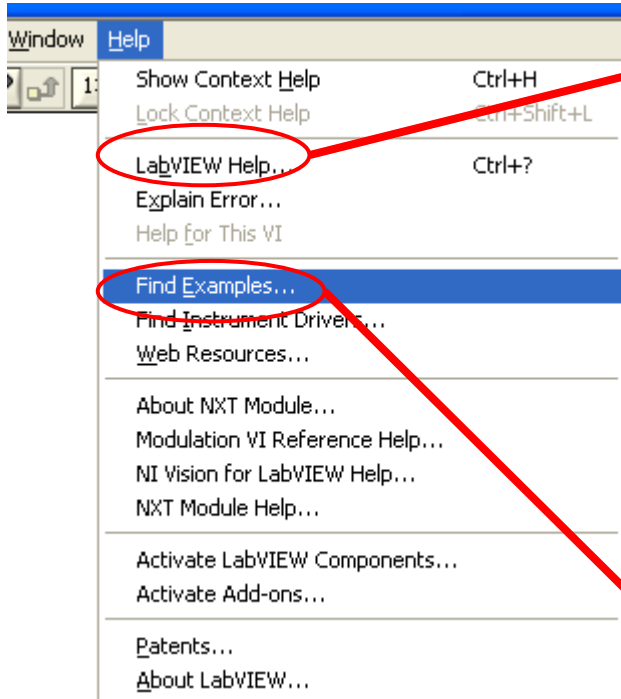 Window Help
1:
Show Context Help Ctrl+H
Lock Context Help Ctrl+Shift+L
LabVIEW Help... Ctrl+?
Explain Error...
Help for This VI
Find Examples...
Find Instrument Drivers...
Web Resources...
About NXT Module...
Modulation VI Reference Help...
NI Vision for LabVIEW Help...
NXT Module Help...
Activate LabVIEW Components...
Activate Add-ons...
Patents...
About LabVIEW...